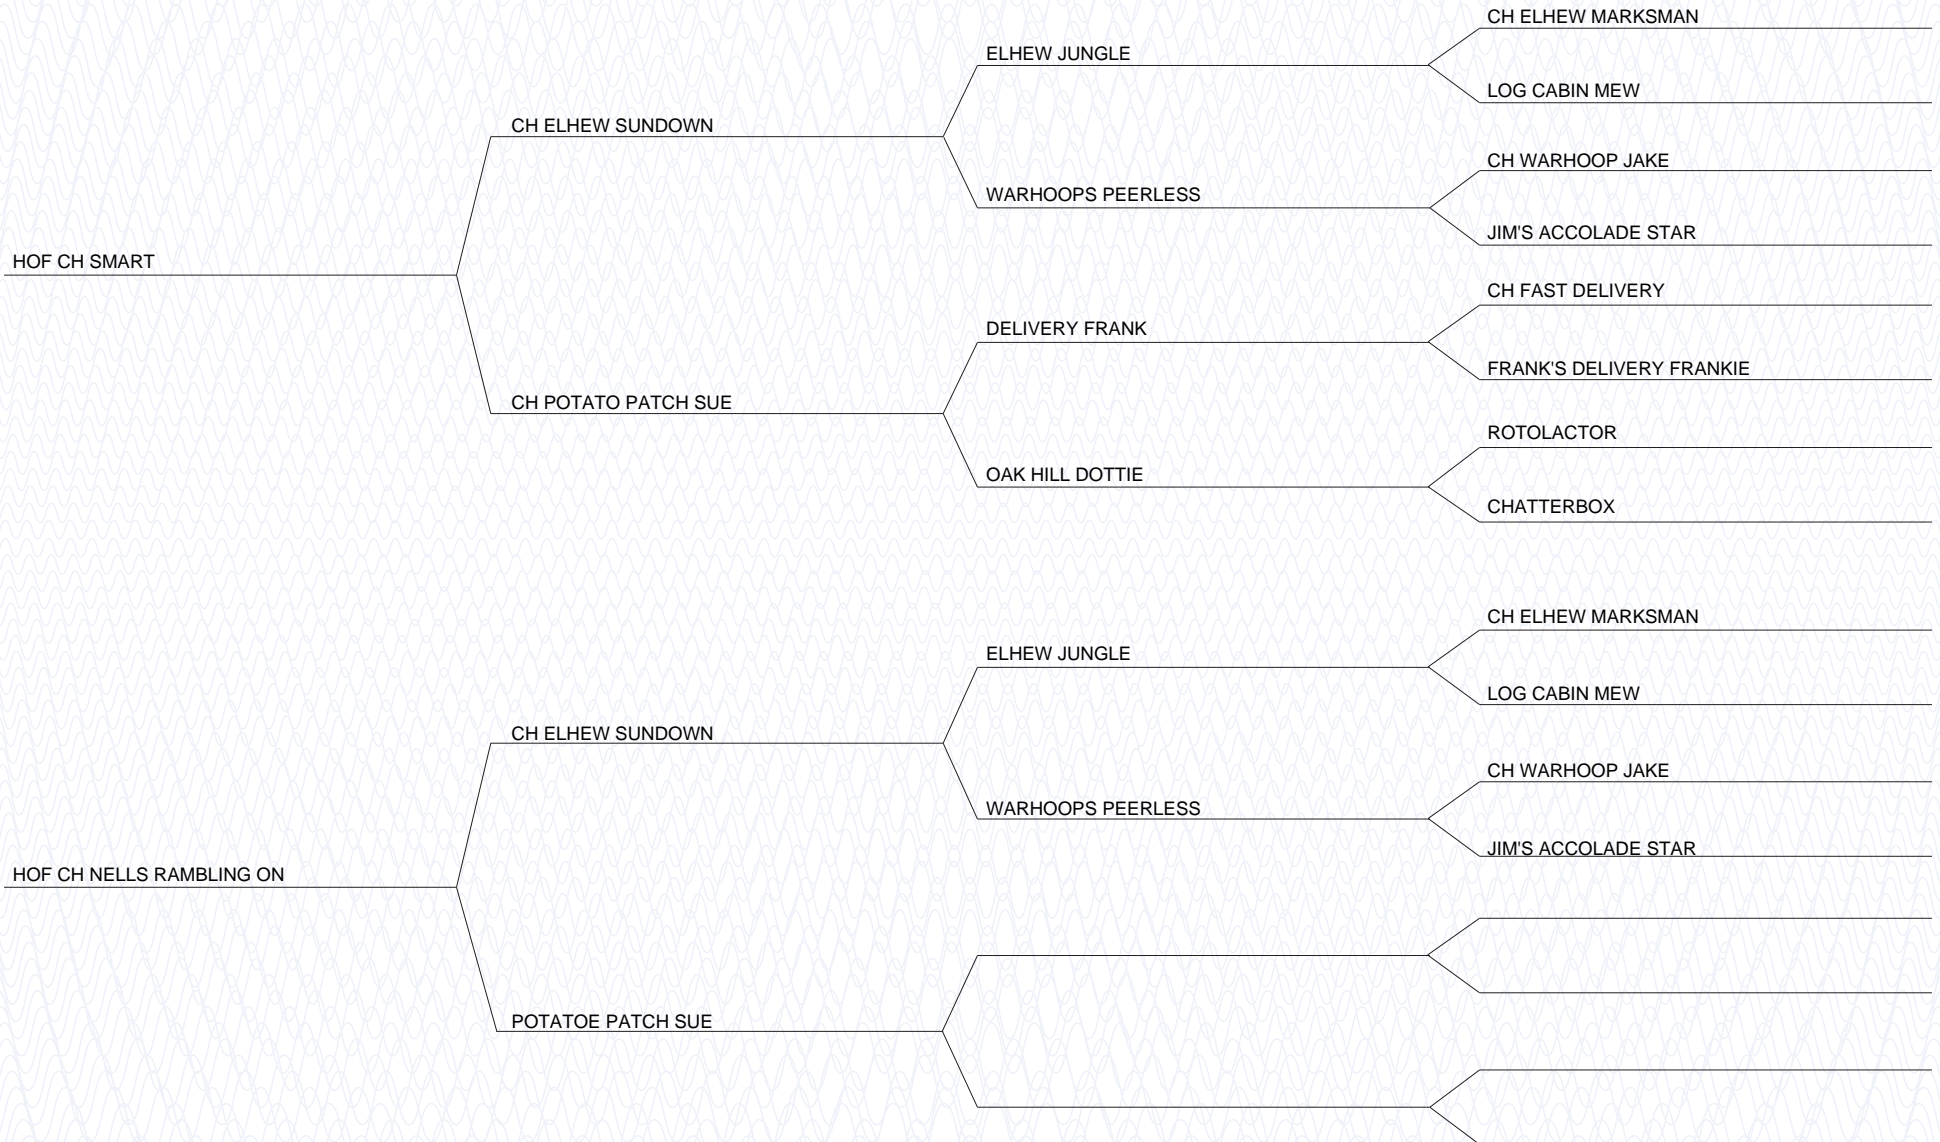 CH ELHEW MARKSMAN
ELHEW JUNGLE
LOG CABIN MEW
CH ELHEW SUNDOWN
CH WARHOOP JAKE
WARHOOPS PEERLESS
JIM'S ACCOLADE STAR
HOF CH SMART
CH FAST DELIVERY
DELIVERY FRANK
FRANK'S DELIVERY FRANKIE
CH POTATO PATCH SUE
ROTOLACTOR
OAK HILL DOTTIE
CHATTERBOX
CH ELHEW MARKSMAN
ELHEW JUNGLE
LOG CABIN MEW
CH ELHEW SUNDOWN
CH WARHOOP JAKE
WARHOOPS PEERLESS
JIM'S ACCOLADE STAR
HOF CH NELLS RAMBLING ON
POTATOE PATCH SUE